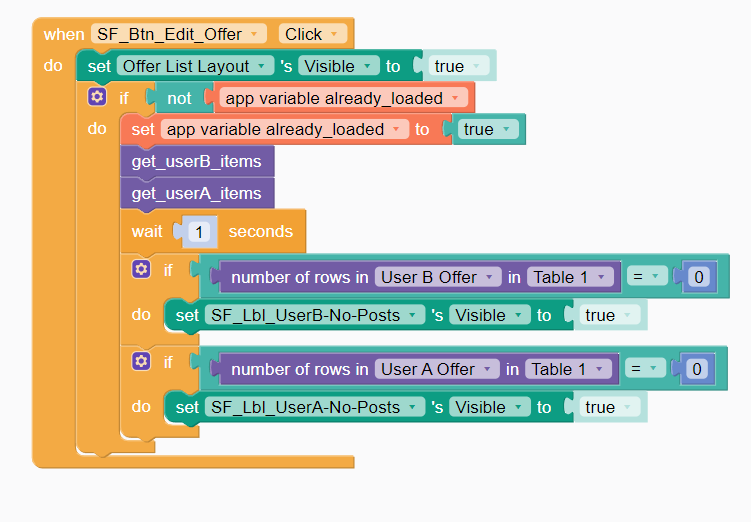 when SF_Btn_Edit_Offer Click
do set Offer List Layout 's Visible to true
if not app variable already_loaded
do set app variable already_loaded to true
get_userB_items
get_userA_items
wait 1 seconds
if number of rows in User B Offer in Table 1 = 0
do set SF_Lbl_UserB-No-Posts 's Visible to true
if number of rows in User A Offer in Table 1 = 0
do set SF_Lbl_UserA-No-Posts 's Visible to true